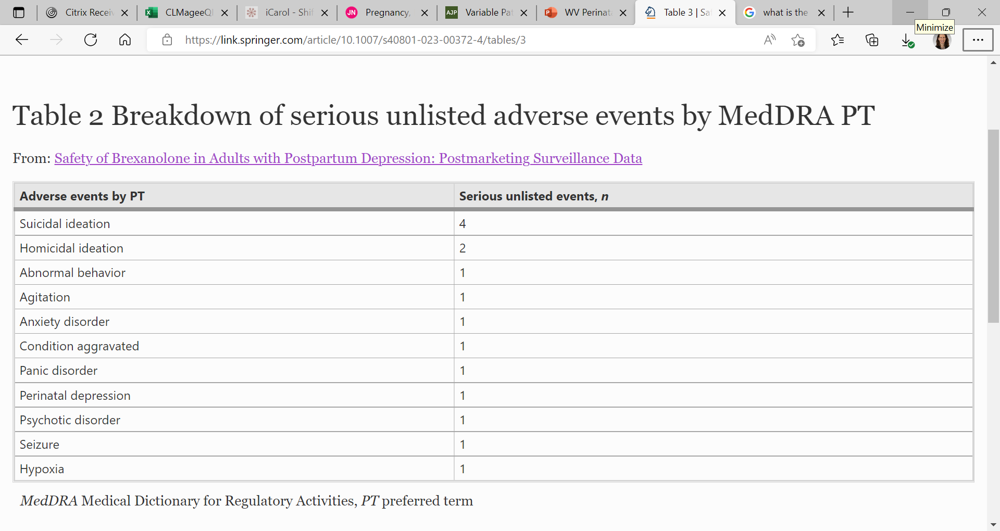 Citrix Receiv
CLMageeQI
iCarol - Shif
JN
Pregnancy,
AJP
Variable Pat
WV Perinat
Table 3 | Sa
what is the
Minimize
https://link.springer.com/article/10.1007/s40801-023-00372-4/tables/3
Table 2 Breakdown of serious unlisted adverse events by MedDRA PT
From: Safety of Brexanolone in Adults with Postpartum Depression: Postmarketing Surveillance Data
Adverse events by PT Serious unlisted events, n
Suicidal ideation 4
Homicidal ideation 2
Abnormal behavior 1
Agitation 1
Anxiety disorder 1
Condition aggravated 1
Panic disorder 1
Perinatal depression 1
Psychotic disorder 1
Seizure 1
Hypoxia 1
MedDRA Medical Dictionary for Regulatory Activities, PT preferred term